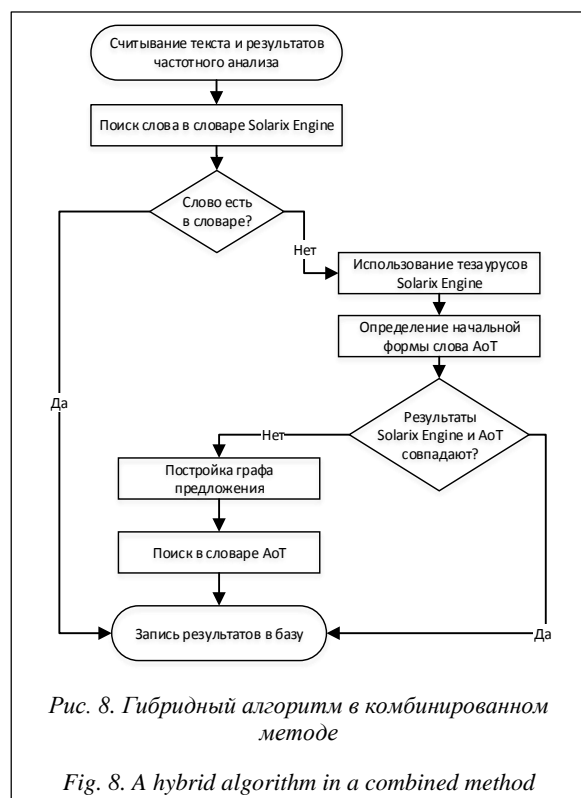 Считывание текста и результатов
частотного анализа
Поиск слова в словаре Solarix Engine
Слово есть
в словаре?
Нет
Использование тезаурусов
Solarix Engine
Определение начальной
формы слова АоТ
Да
Результаты
Solarix Engine и АоТ
совпадают?
Нет
Постройка графа
предложения
Поиск в словаре АоТ
Запись результатов в базу
Да
Рис. 8. Гибридный алгоритм в комбинированном
методе
Fig. 8. A hybrid algorithm in a combined method